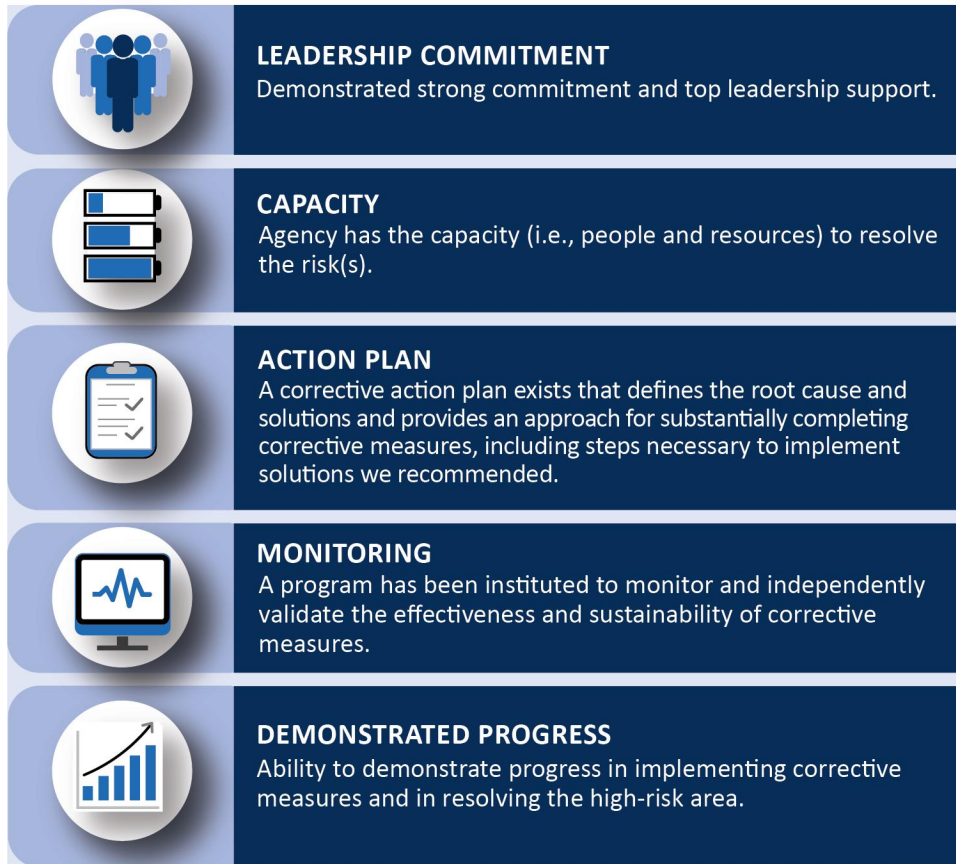 LEADERSHIP COMMITMENT
Demonstrated strong commitment and top leadership support.
CAPACITY
Agency has the capacity (i.e., people and resources) to resolve
the risk(s).
ACTION PLAN
A corrective action plan exists that defines the root cause and
solutions and provides an approach for substantially completing
corrective measures, including steps necessary to implement
solutions we recommended.
MONITORING
A program has been instituted to monitor and independently
validate the effectiveness and sustainability of corrective
measures.
DEMONSTRATED PROGRESS
Ability to demonstrate progress in implementing corrective
measures and in resolving the high-risk area.